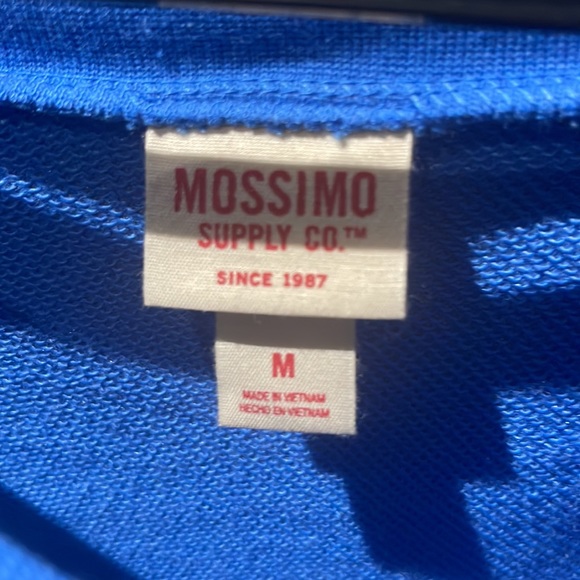 MOSSIMO
SUPPLY CO.™
SINCE 1987
M
MADE IN VIETNAM
HECHO EN VIETNAM